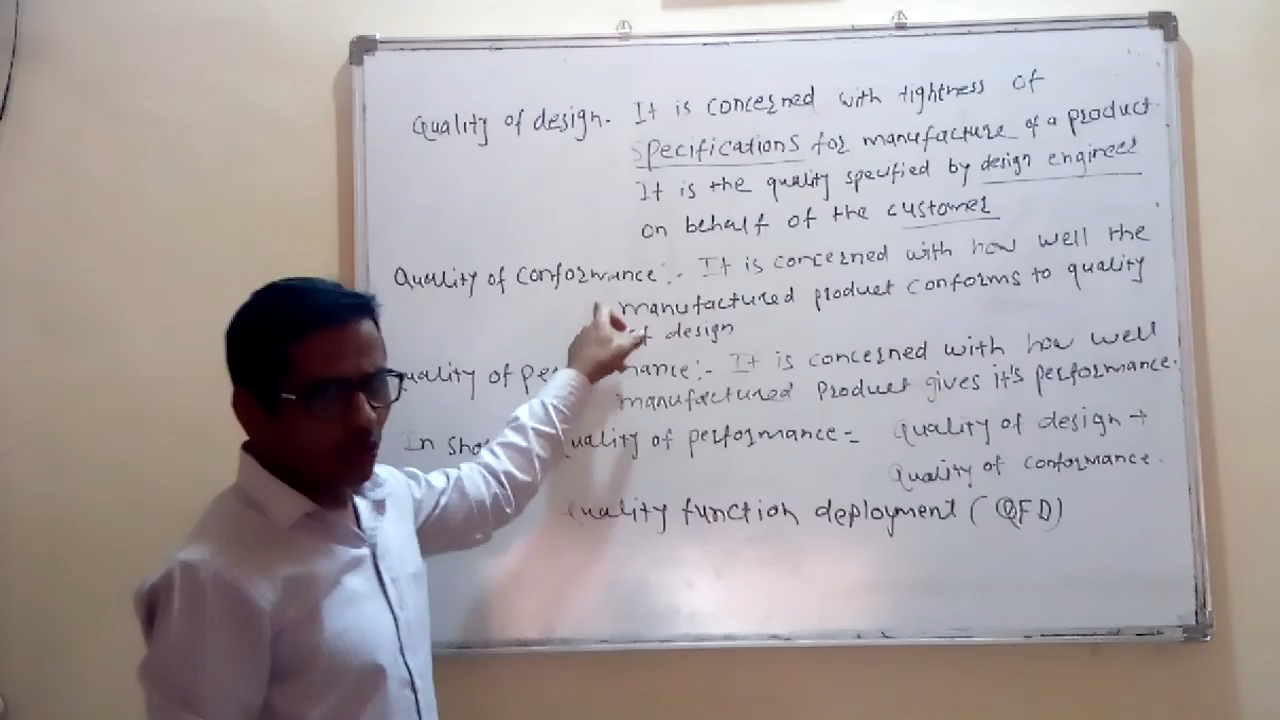 Quality of design. It is concerned with tightness of
specifications for manufacture of a product.
It is the quality specified by design engineer
on behalf of the customer
Quality of conformance:- It is concerned with how well the
manufactured product conforms to quality
of design
Quality of performance:- It is concerned with how well
manufactured Product gives it's performance.
In quality of performance = Quality of design +
Quality of conformance.
Quality function deployment (QFD)